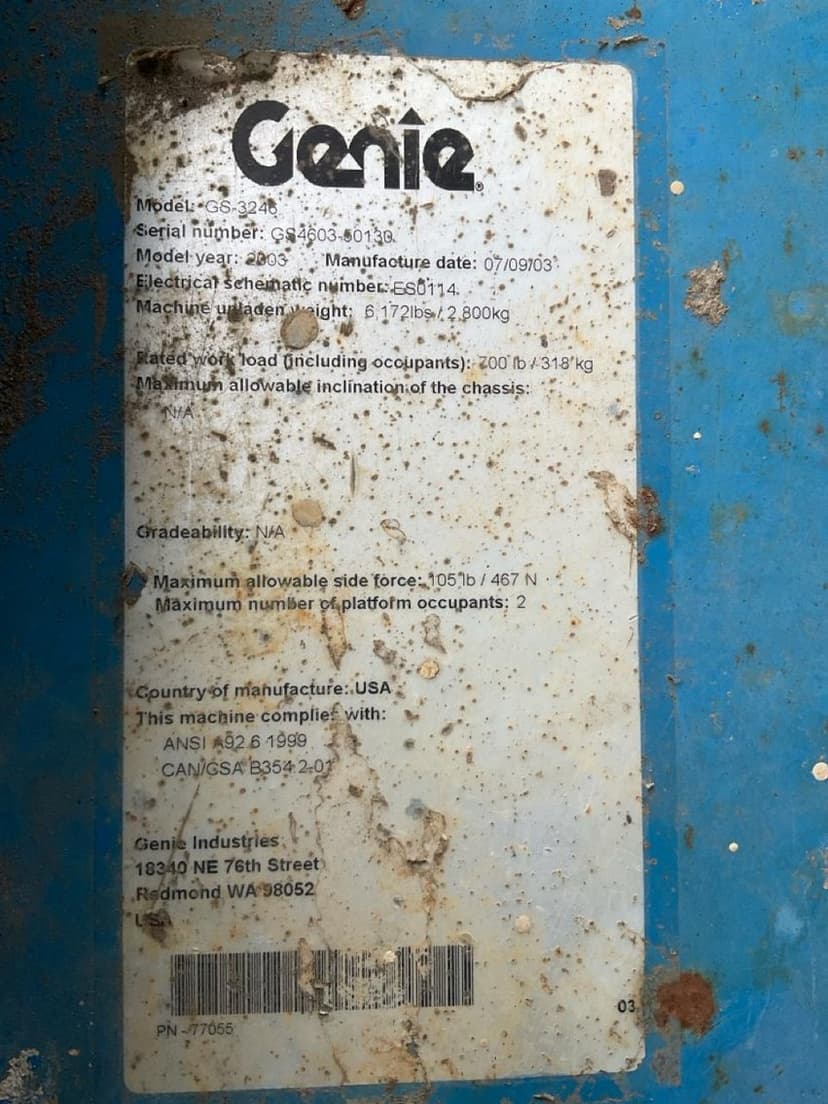 Genie
Model: GS-3246
Serial number: GS4603-50130
Model year: 2003 Manufacture date: 07/09/03
Electrical schematic number: ES0114
Machine unladen weight: 6,172lbs / 2,800kg
Rated work load (including occupants): 700 lb / 318 kg
Maximum allowable inclination of the chassis:
N/A
Gradeability: N/A
Maximum allowable side force: 105 lb / 467 N
Maximum number of platform occupants: 2
Country of manufacture: USA
This machine complies with:
ANSI A92.6 1999
CAN/CSA B354.2-01
Genie Industries
18340 NE 76th Street
Redmond WA 98052
USA
PN - 77055
03